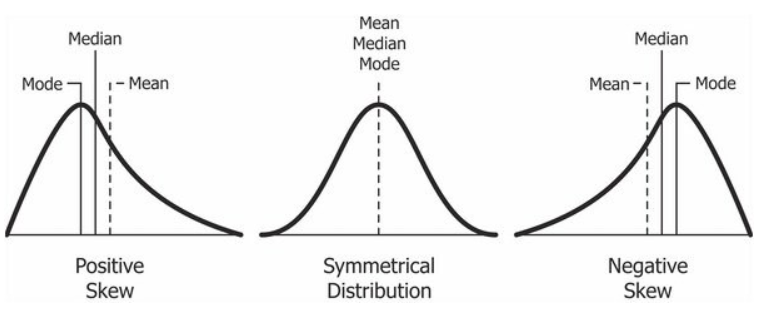 Median
Mode
Mean
Positive
Skew
Mean
Median
Mode
Symmetrical
Distribution
Median
Mean
Mode
Negative
Skew